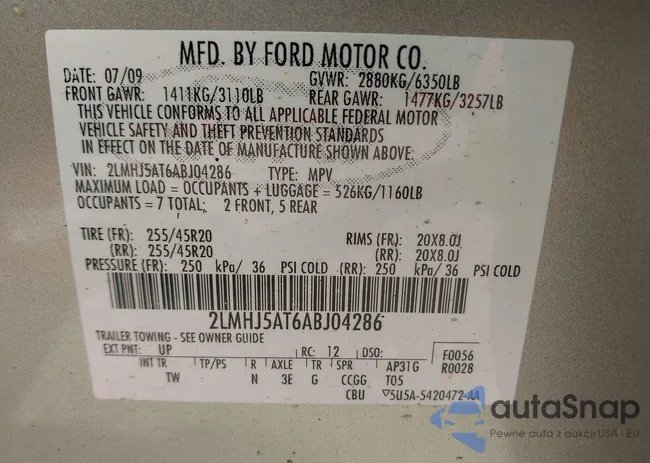 MFD. BY FORD MOTOR CO.
DATE: 07/09 GVWR: 2880KG/6350LB
FRONT GAWR: 1411KG/3110LB REAR GAWR: 1477KG/3257LB
THIS VEHICLE CONFORMS TO ALL APPLICABLE FEDERAL MOTOR
VEHICLE SAFETY AND THEFT PREVENTION STANDARDS
IN EFFECT ON THE DATE OF MANUFACTURE SHOWN ABOVE.
VIN: 2LMHJ5AT6ABJ04286 TYPE: MPV
MAXIMUM LOAD = OCCUPANTS + LUGGAGE = 526KG/1160LB
OCCUPANTS = 7 TOTAL; 2 FRONT, 5 REAR
TIRE (FR): 255/45R20 RIMS (FR): 20X8.0J
(RR): 255/45R20 (RR): 20X8.0J
PRESSURE (FR): 250 kPa/ 36 PSI COLD (RR): 250 kPa/ 36 PSI COLD
2LMHJ5AT6ABJ04286
TRAILER TOWING - SEE OWNER GUIDE
EXT PNT: UP RC: 12 DSO: F0056
R0028
INT TR TP/PS R AXLE TR SPR AP31G
TW N 3E G CCGG T05
CBU ▽5U5A-5420472-AA
autaSnap
Pewne auta z aukcji USA i EU